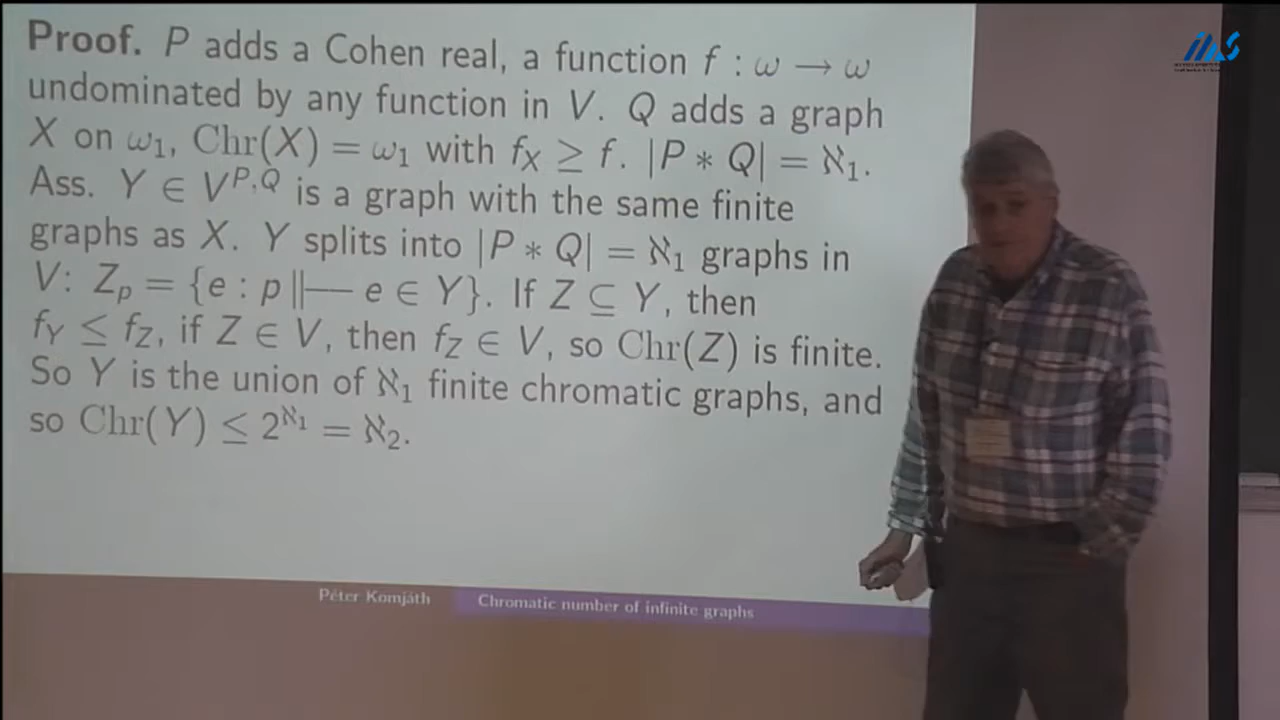 Proof. P adds a Cohen real, a function f : ω → ω
undominated by any function in V. Q adds a graph
X on ω₁, Chr(X) = ω₁ with f_X ≥ f. |P * Q| = ℵ₁.
Ass. Y ∈ V^{P,Q} is a graph with the same finite
graphs as X. Y splits into |P * Q| = ℵ₁ graphs in
V: Z_p = {e : p ||— e ∈ Y}. If Z ⊆ Y, then
f_Y ≤ f_Z, if Z ∈ V, then f_Z ∈ V, so Chr(Z) is finite.
So Y is the union of ℵ₁ finite chromatic graphs, and
so Chr(Y) ≤ 2^{ℵ₁} = ℵ₂.
Péter Komjáth Chromatic number of infinite graphs